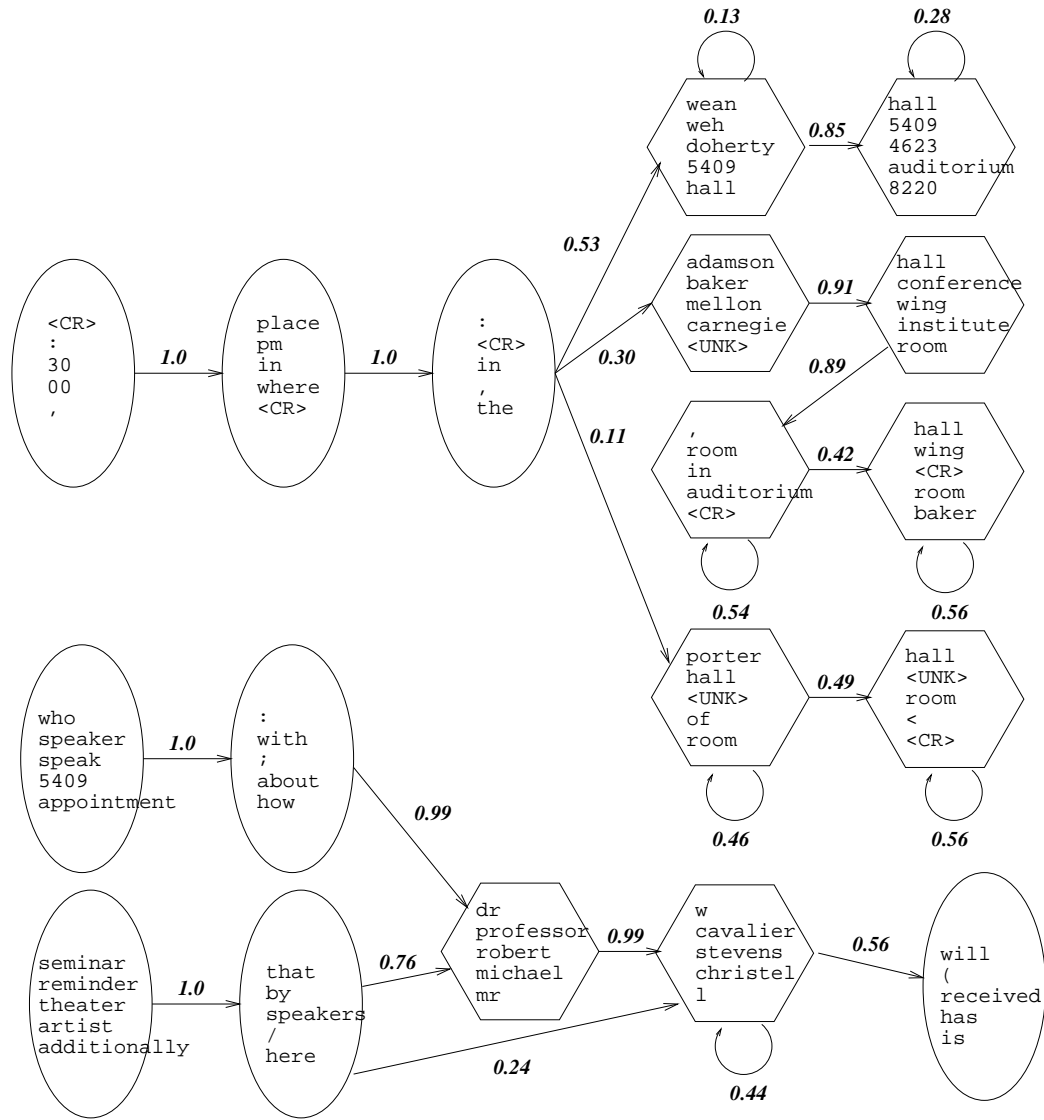 0.13
0.28
wean
weh
doherty
5409
hall
0.85
hall
5409
4623
auditorium
8220
0.53
<CR>
:
30
00
,
1.0
place
pm
in
where
<CR>
1.0
:
<CR>
in
,
the
0.30
adamson
baker
mellon
carnegie
<UNK>
0.91
hall
conference
wing
institute
room
0.89
0.11
,
room
in
auditorium
<CR>
0.42
hall
wing
<CR>
room
baker
0.54
0.56
porter
hall
<UNK>
of
room
0.49
hall
<UNK>
room
<
<CR>
0.46
0.56
who
speaker
speak
5409
appointment
1.0
:
with
;
about
how
0.99
seminar
reminder
theater
artist
additionally
1.0
that
by
speakers
/
here
0.76
0.24
dr
professor
robert
michael
mr
0.99
w
cavalier
stevens
christel
l
0.44
0.56
will
(
received
has
is